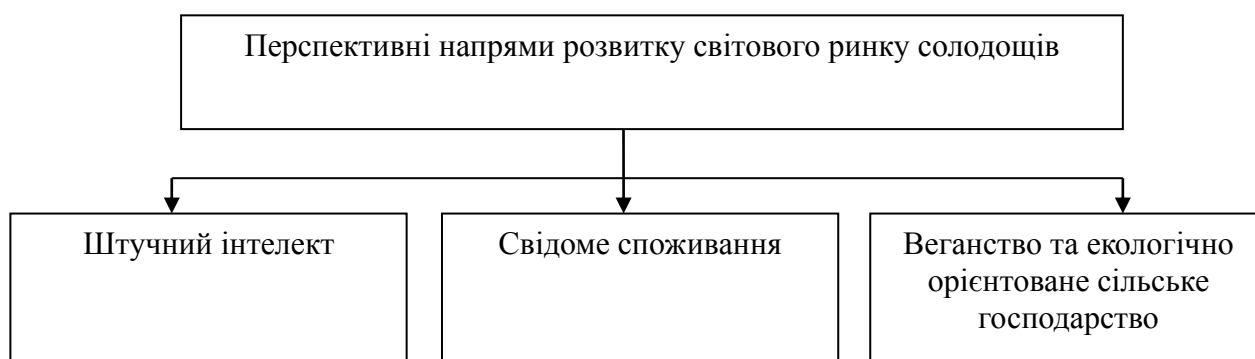 Перспективні напрями розвитку світового ринку солодощів
Штучний інтелект
Свідоме споживання
Веганство та екологічно
орієнтоване сільське
господарство